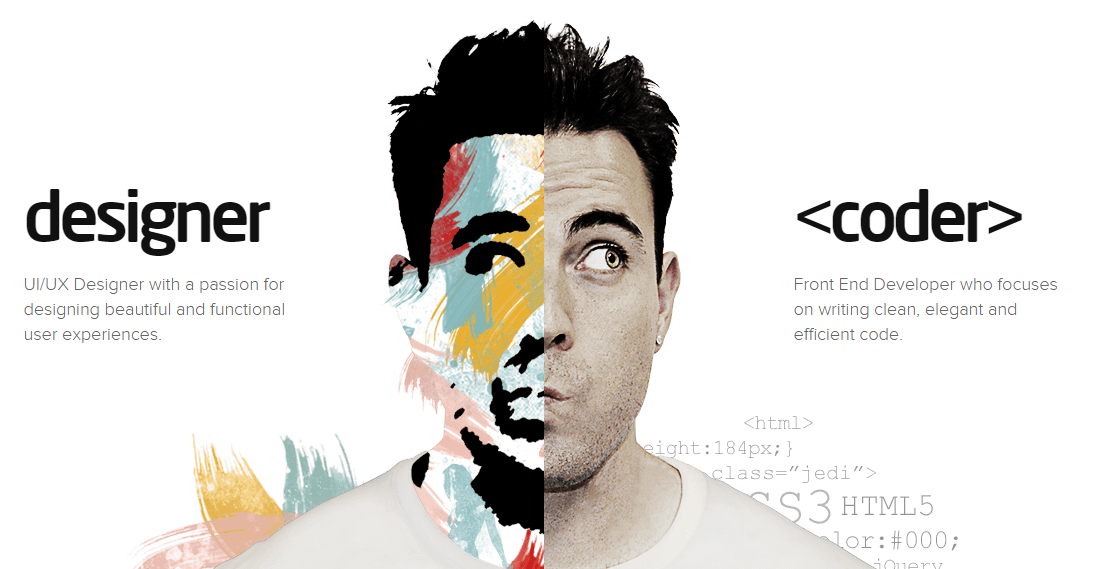 designer
UI/UX Designer with a passion for
designing beautiful and functional
user experiences.
<coder>
Front End Developer who focuses
on writing clean, elegant and
efficient code.
<html>
eight:184px;}
class=”jedi”>
SS3 HTML5
lor:#000;
jQuery